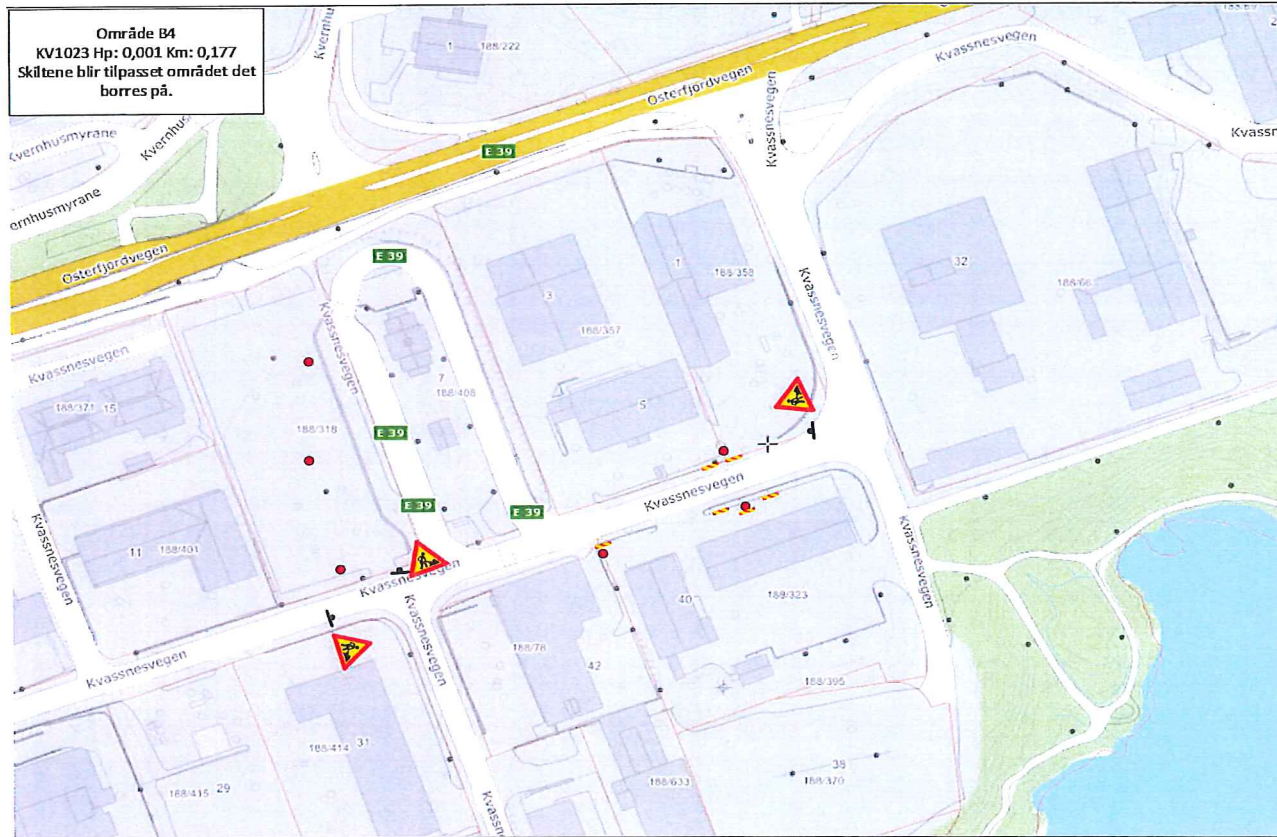 Område B4
KV1023 Hp: 0,001 Km: 0,177
Skiltene blir tilpasset området det
borres på.
1
188/222
Osterfjordvegen
Kvassnesvegen
Kvassnesvegen
Kvernhusmyrane
E 39
Osterfjordvegen
E 39
Kvassnesvegen
1
188/358
3
188/357
32
188/66
Kvassnesvegen
Kvassnesvegen
7
188/408
188/371
15
188/318
5
E 39
E 39
E 39
Kvassnesvegen
Kvassnesvegen
11
188/401
Kvassnesvegen
Kvassnesvegen
Kvassnesvegen
40
188/323
Kvassnesvegen
188/78
42
188/395
188/414
31
188/415
29
188/633
38
188/370